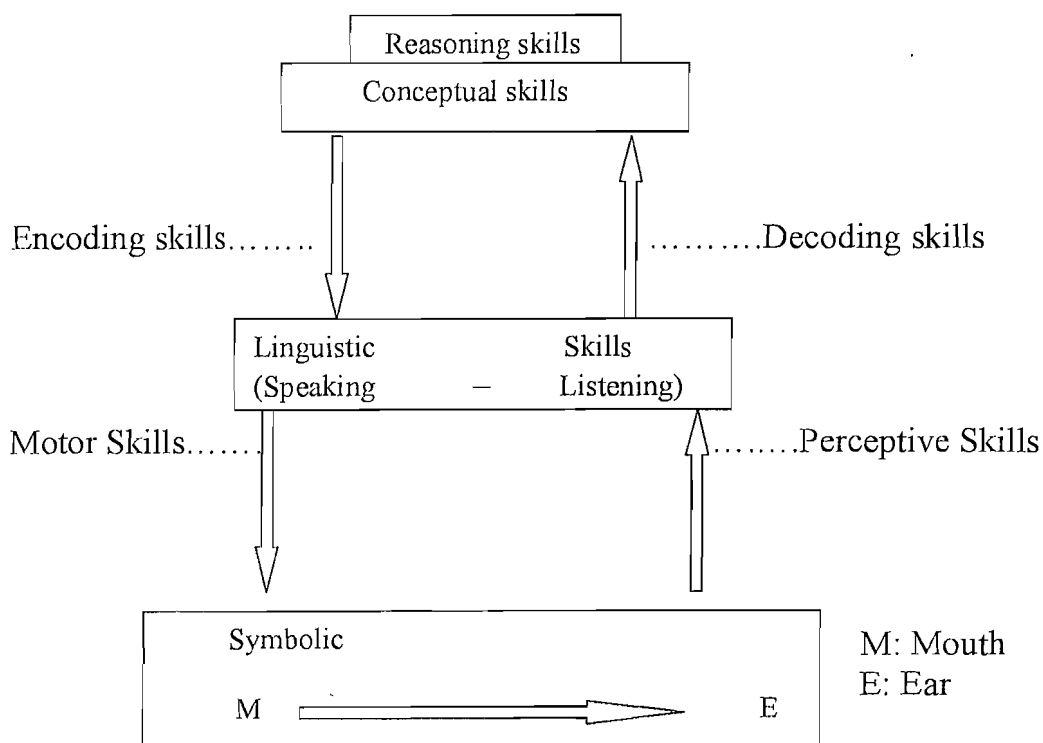 Reasoning skills
Conceptual skills
Encoding skills........
..........Decoding skills
Linguistic Skills
(Speaking – Listening)
Motor Skills.......
........Perceptive Skills
Symbolic
M: Mouth
E: Ear
M E